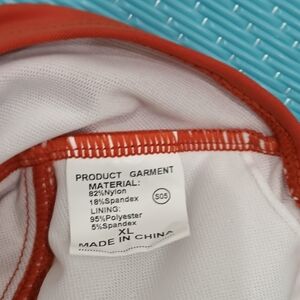 PRODUCT GARMENT
MATERIAL:
82%Nylon
18%Spandex
S05
LINING:
95%Polyester
5%Spandex
XL
MADE IN CHINA